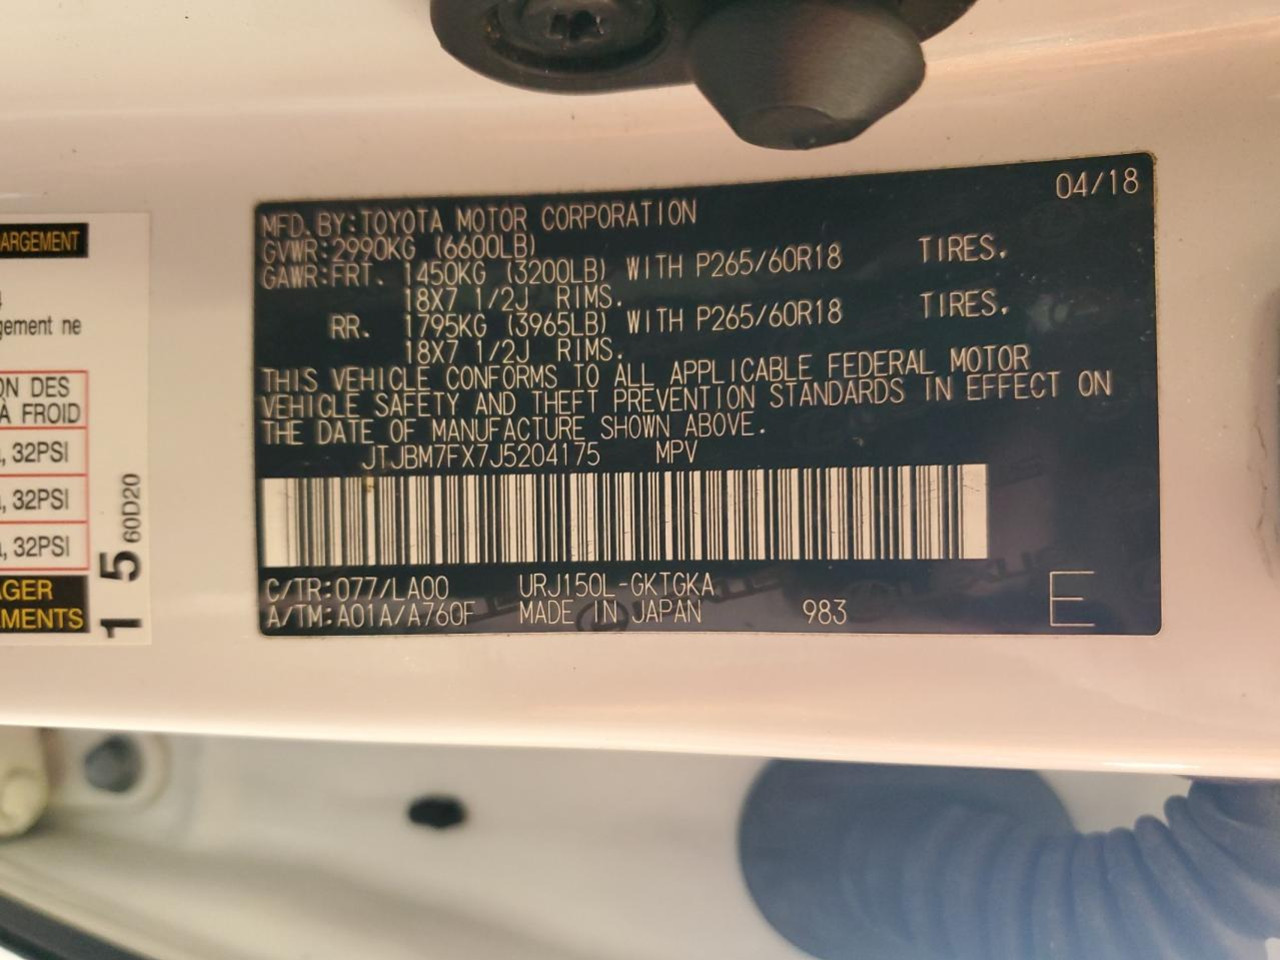 ARGEMENT
gement ne
ON DES
À FROID
, 32PSI
, 32PSI
, 32PSI
AGER
EMENTS
1 5
60D20
04/18
MFD.BY:TOYOTA MOTOR CORPORATION
GVWR:2990KG (6600LB)
GAWR:FRT. 1450KG (3200LB) WITH P265/60R18 TIRES.
18X7 1/2J RIMS.
RR. 1795KG (3965LB) WITH P265/60R18 TIRES.
18X7 1/2J RIMS.
THIS VEHICLE CONFORMS TO ALL APPLICABLE FEDERAL MOTOR
VEHICLE SAFETY AND THEFT PREVENTION STANDARDS IN EFFECT ON
THE DATE OF MANUFACTURE SHOWN ABOVE.
JTJBM7FX7J5204175 MPV
C/TR:077/LA00 URJ150L-GKTGKA
A/TM:A01A/A760F MADE IN JAPAN 983 E